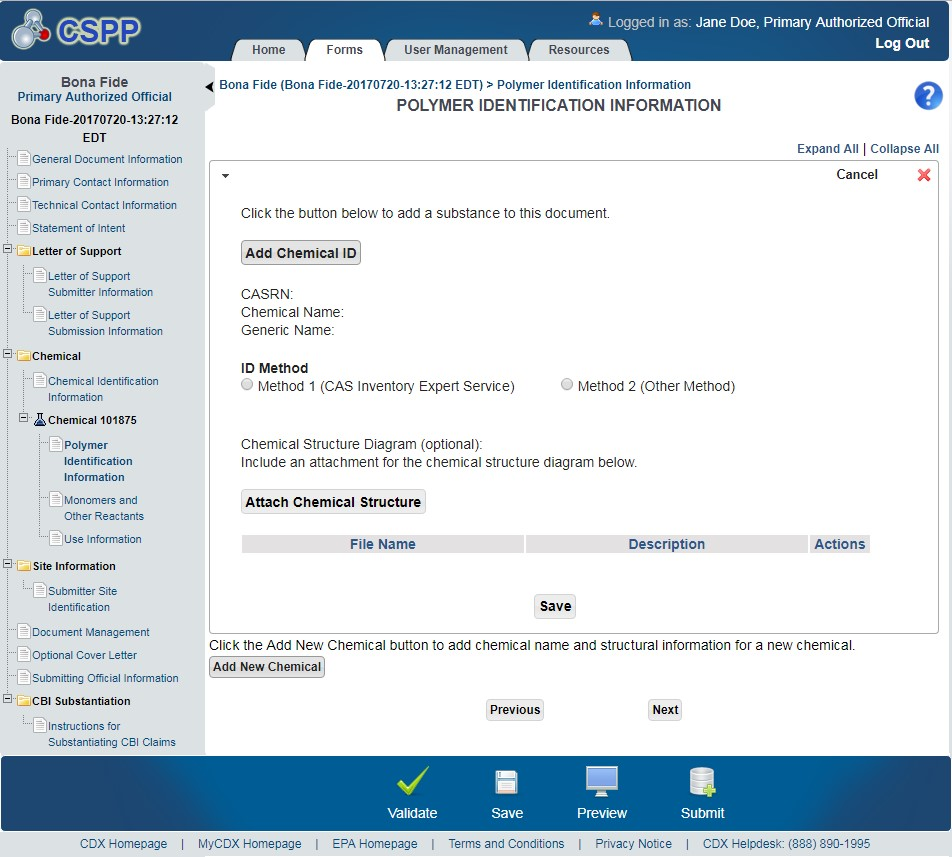 CSPP
Logged in as: Jane Doe, Primary Authorized Official
Log Out
Home
Forms
User Management
Resources
Bona Fide
Primary Authorized Official
Bona Fide-20170720-13:27:12
EDT
General Document Information
Primary Contact Information
Technical Contact Information
Statement of Intent
Letter of Support
Letter of Support
Submitter Information
Letter of Support
Submission Information
Chemical
Chemical Identification
Information
Chemical 101875
Polymer
Identification
Information
Monomers and
Other Reactants
Use Information
Site Information
Submitter Site
Identification
Document Management
Optional Cover Letter
Submitting Official Information
CBI Substantiation
Instructions for
Substantiating CBI Claims
Bona Fide (Bona Fide-20170720-13:27:12 EDT) > Polymer Identification Information
POLYMER IDENTIFICATION INFORMATION
?
Expand All | Collapse All
Cancel
Click the button below to add a substance to this document.
Add Chemical ID
CASRN:
Chemical Name:
Generic Name:
ID Method
Method 1 (CAS Inventory Expert Service) Method 2 (Other Method)
Chemical Structure Diagram (optional):
Include an attachment for the chemical structure diagram below.
Attach Chemical Structure
File Name Description Actions
Save
Click the Add New Chemical button to add chemical name and structural information for a new chemical.
Add New Chemical
Previous Next
Validate Save Preview Submit
CDX Homepage | MyCDX Homepage | EPA Homepage | Terms and Conditions | Privacy Notice | CDX Helpdesk: (888) 890-1995